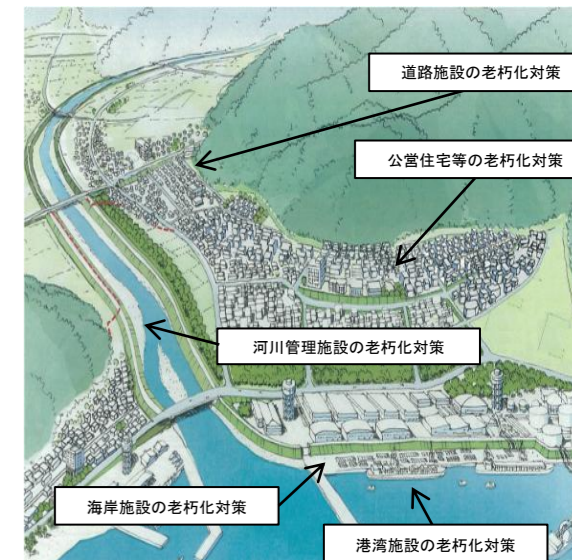 道路施設の老朽化対策
公営住宅等の老朽化対策
河川管理施設の老朽化対策
海岸施設の老朽化対策
港湾施設の老朽化対策